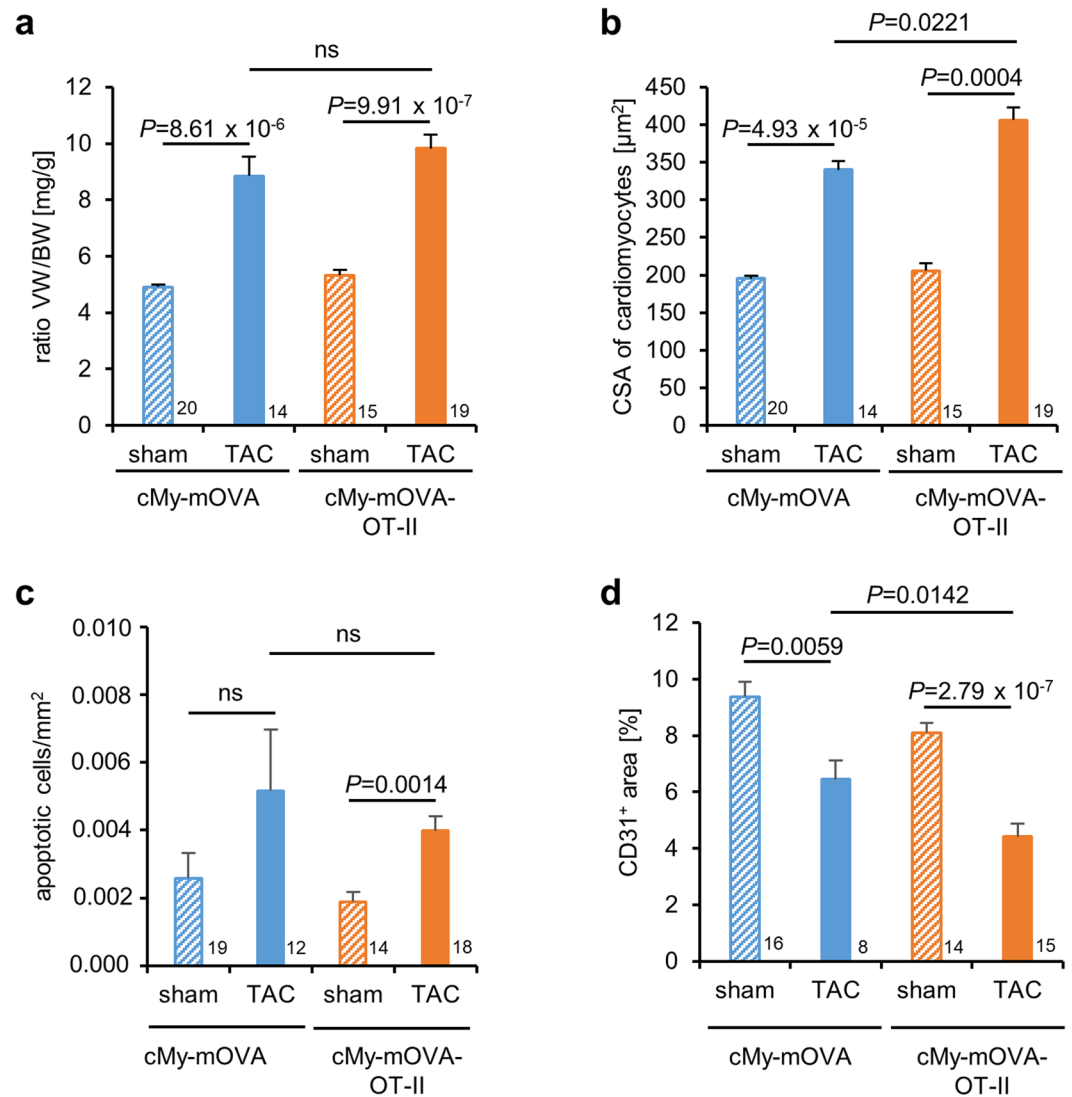 a
ns
P=8.61 x 10-6
P=9.91 x 10-7
ratio VW/BW [mg/g]
12
10
8
6
4
2
0
20
14
15
19
sham TAC sham TAC
cMy-mOVA
cMy-mOVA-
OT-II
b
P=0.0221
P=0.0004
P=4.93 x 10-5
CSA of cardiomyocytes [µm2]
450
400
350
300
250
200
150
100
50
0
20
14
15
19
sham TAC sham TAC
cMy-mOVA
cMy-mOVA-
OT-II
c
ns
ns
P=0.0014
apoptotic cells/mm2
0.010
0.008
0.006
0.004
0.002
0.000
19
12
14
18
sham TAC sham TAC
cMy-mOVA
cMy-mOVA-
OT-II
d
P=0.0142
P=0.0059
P=2.79 x 10-7
CD31+ area [%]
12
10
8
6
4
2
0
16
8
14
15
sham TAC sham TAC
cMy-mOVA
cMy-mOVA-
OT-II